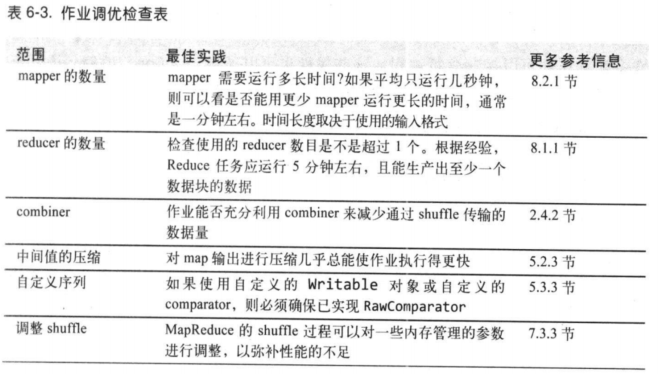 表 6-3. 作业调优检查表
范围 最佳实践 更多参考信息
mapper 的数量 mapper 需要运行多长时间?如果平均只运行几秒钟， 8.2.1 节
则可以看是否能用更少 mapper 运行更长的时间，通常
是一分钟左右。时间长度取决于使用的输入格式
reducer 的数量 检查使用的 reducer 数目是不是超过 1 个。根据经验， 8.1.1 节
Reduce 任务应运行 5 分钟左右，且能生产出至少一个
数据块的数据
combiner 作业能否充分利用 combiner 来减少通过 shuffle 传输的 2.4.2 节
数据量
中间值的压缩 对 map 输出进行压缩几乎总能使作业执行得更快 5.2.3 节
自定义序列 如果使用自定义的 Writable 对象或自定义的 5.3.3 节
comparator，则必须确保已实现 RawComparator
调整 shuffle MapReduce 的 shuffle 过程可以对一些内存管理的参数 7.3.3 节
进行调整，以弥补性能的不足